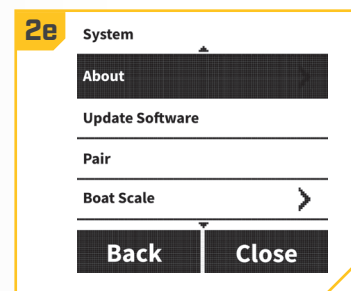 2e
System
About
Update Software
Pair
Boat Scale
Back Close